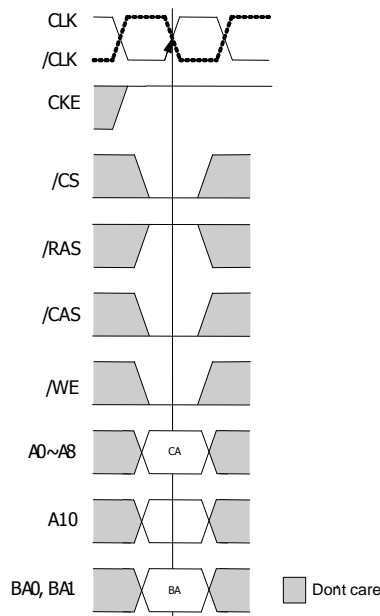 CLK
/CLK
CKE
/CS
/RAS
/CAS
/WE
A0~A8
CA
A10
BA0, BA1
BA
Dont care